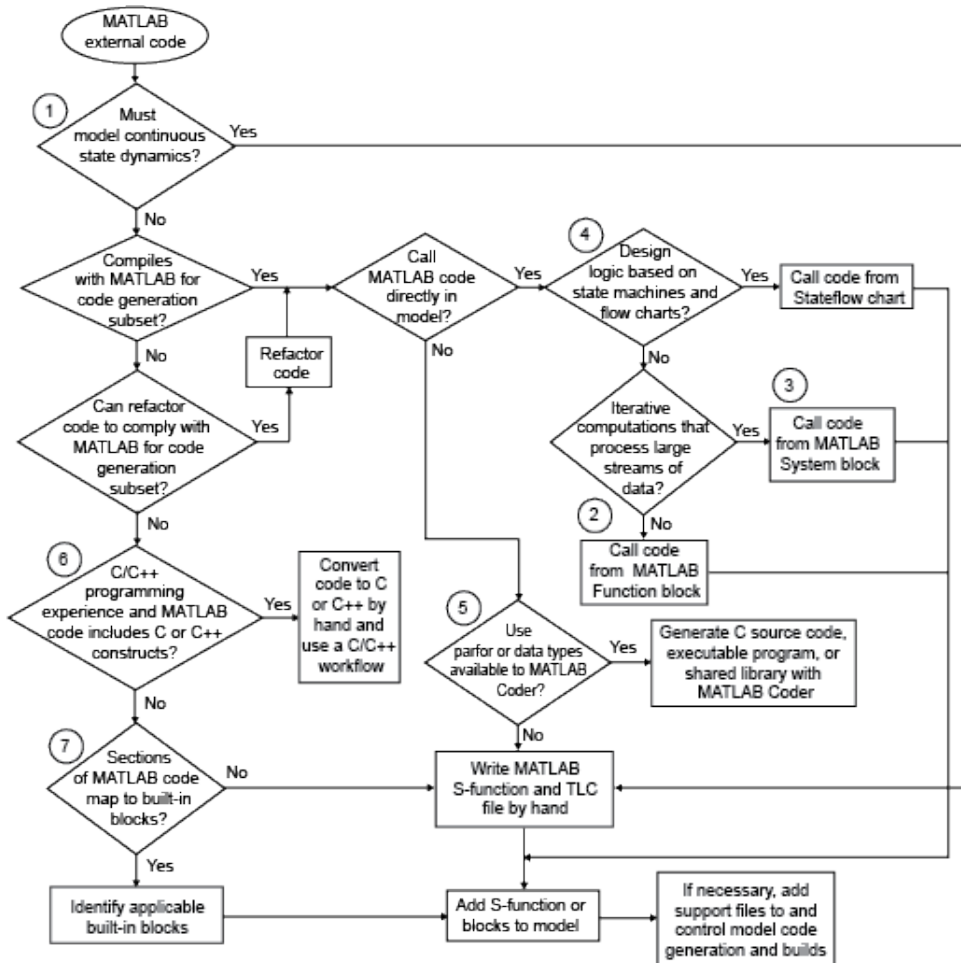 MATLAB
external code
1
Must
model continuous
state dynamics?
Yes
No
Compiles
with MATLAB for
code generation
subset?
Yes
No
Refactor
code
Can refactor
code to comply with
MATLAB for code
generation
subset?
Yes
No
Call
MATLAB code
directly in
model?
Yes
No
4
Design
logic based on
state machines and
flow charts?
Yes
No
Call code from
Stateflow chart
Iterative
computations that
process large
streams of
data?
Yes
No
3
Call code
from MATLAB
System block
2
Call code
from MATLAB
Function block
6
C/C++
programming
experience and MATLAB
code includes C or C++
constructs?
Yes
No
Convert
code to C
or C++ by
hand and
use a C/C++
workflow
5
Use
parfor or data types
available to MATLAB
Coder?
Yes
No
Generate C source code,
executable program, or
shared library with
MATLAB Coder
7
Sections
of MATLAB code
map to built-in
blocks?
No
Yes
Write MATLAB
S-function and TLC
file by hand
Identify applicable
built-in blocks
Add S-function or
blocks to model
If necessary, add
support files to and
control model code
generation and builds